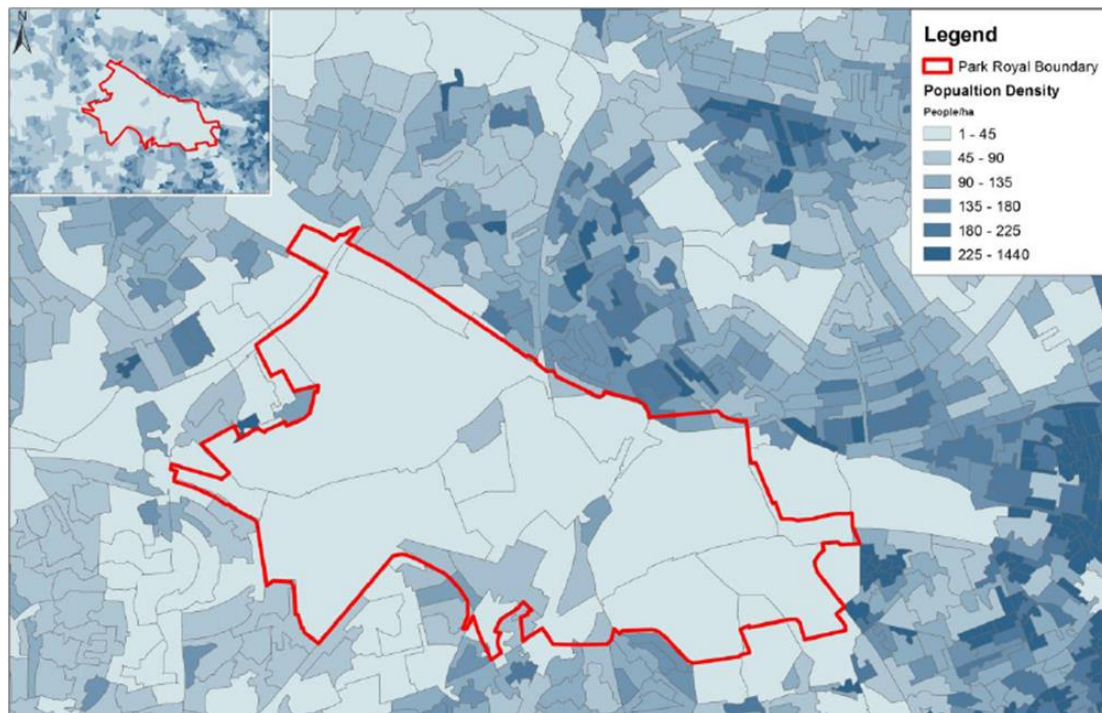 N
Legend
Park Royal Boundary
Popualtion Density
People/ha
1 - 45
45 - 90
90 - 135
135 - 180
180 - 225
225 - 1440